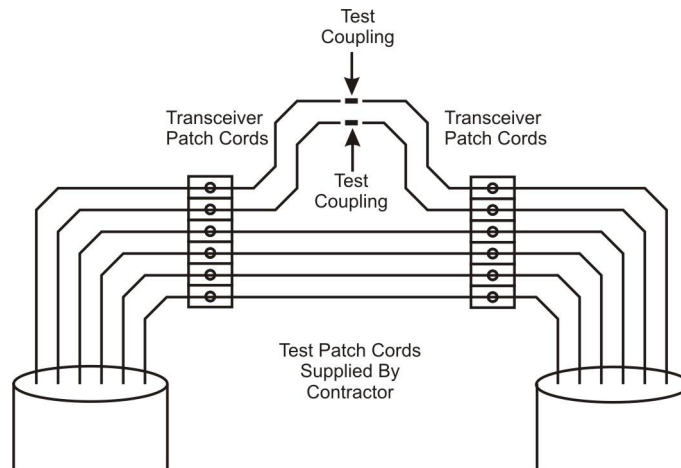 Test
Coupling
Transceiver
Patch Cords
Transceiver
Patch Cords
Test
Coupling
Test Patch Cords
Supplied By
Contractor